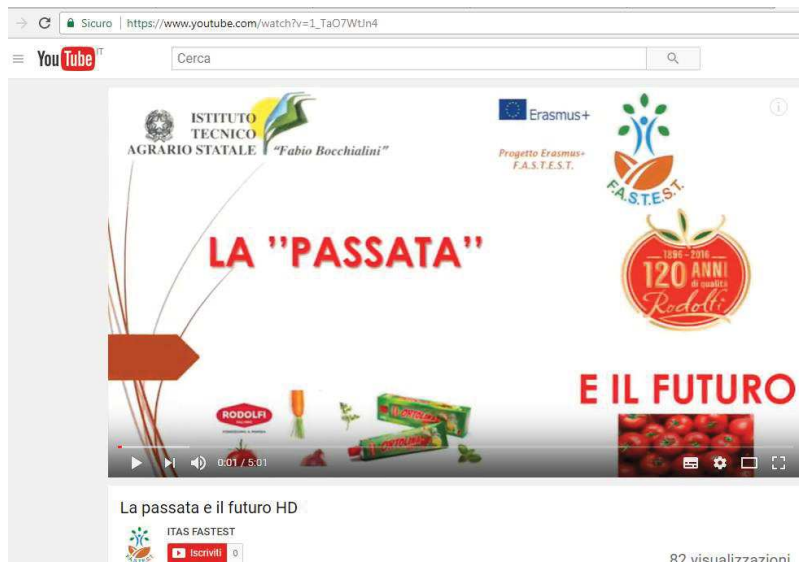 Sicuro https://www.youtube.com/watch?v=1_TaO7WtJn4
YouTube IT
Cerca
ISTITUTO
TECNICO
AGRARIO STATALE "Fabio Bocchialini"
Erasmus+
Progetto Erasmus+
F.A.S.T.E.S.T.
F.A.S.T.E.S.T.
LA ''PASSATA''
1896-2016
120 ANNI
di qualità
Rodolfi
E IL FUTURO
RODOLFI
ORTOLINA
0:01 / 5:01
La passata e il futuro HD
ITAS FASTEST
Iscriviti 0
82 visualizzazioni